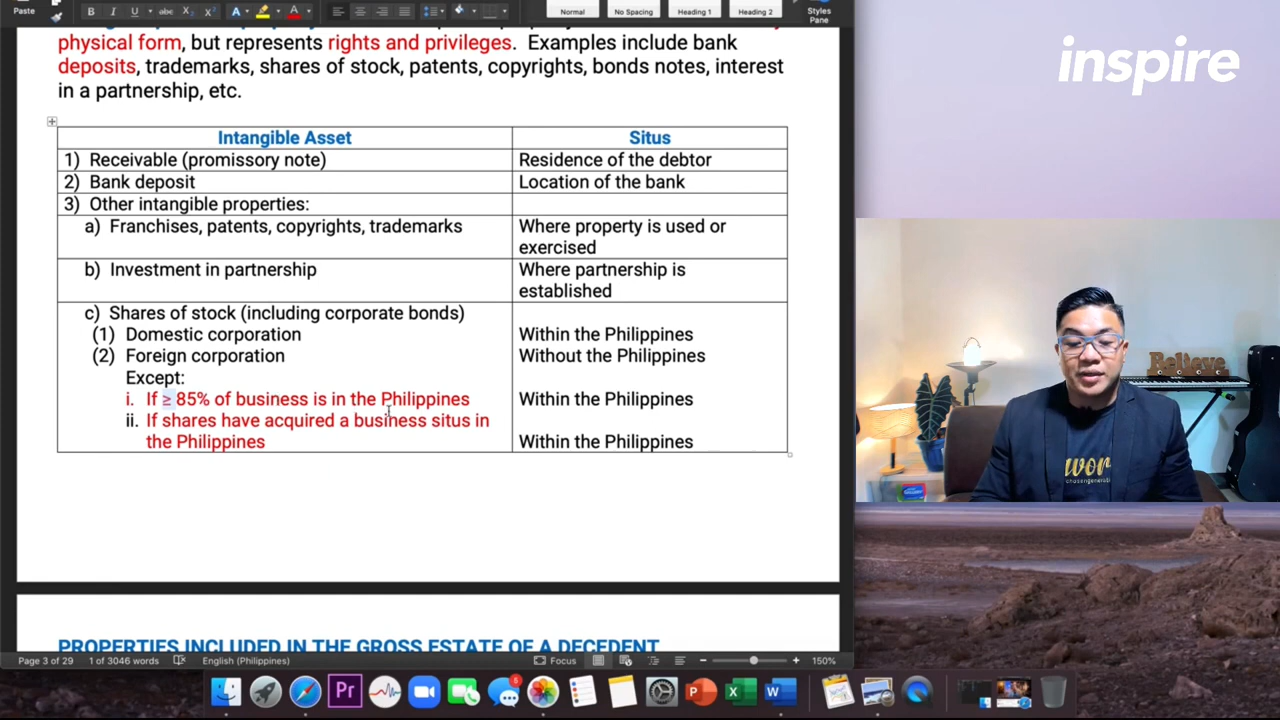 Paste
B I U abc X2 X2 A A
Normal
No Spacing
Heading 1
Heading 2
Styles
Pane
inspire
physical form, but represents rights and privileges. Examples include bank
deposits, trademarks, shares of stock, patents, copyrights, bonds notes, interest
in a partnership, etc.
Intangible Asset Situs
1) Receivable (promissory note) Residence of the debtor
2) Bank deposit Location of the bank
3) Other intangible properties:
a) Franchises, patents, copyrights, trademarks Where property is used or
exercised
b) Investment in partnership Where partnership is
established
c) Shares of stock (including corporate bonds)
(1) Domestic corporation Within the Philippines
(2) Foreign corporation Without the Philippines
Except:
i. If ≥ 85% of business is in the Philippines Within the Philippines
ii. If shares have acquired a business situs in
the Philippines Within the Philippines
Believe
PROPERTIES INCLUDED IN THE GROSS ESTATE OF A DECEDENT
Page 3 of 29 1 of 3046 words English (Philippines) Focus 150%
Pr
5
P
X
W